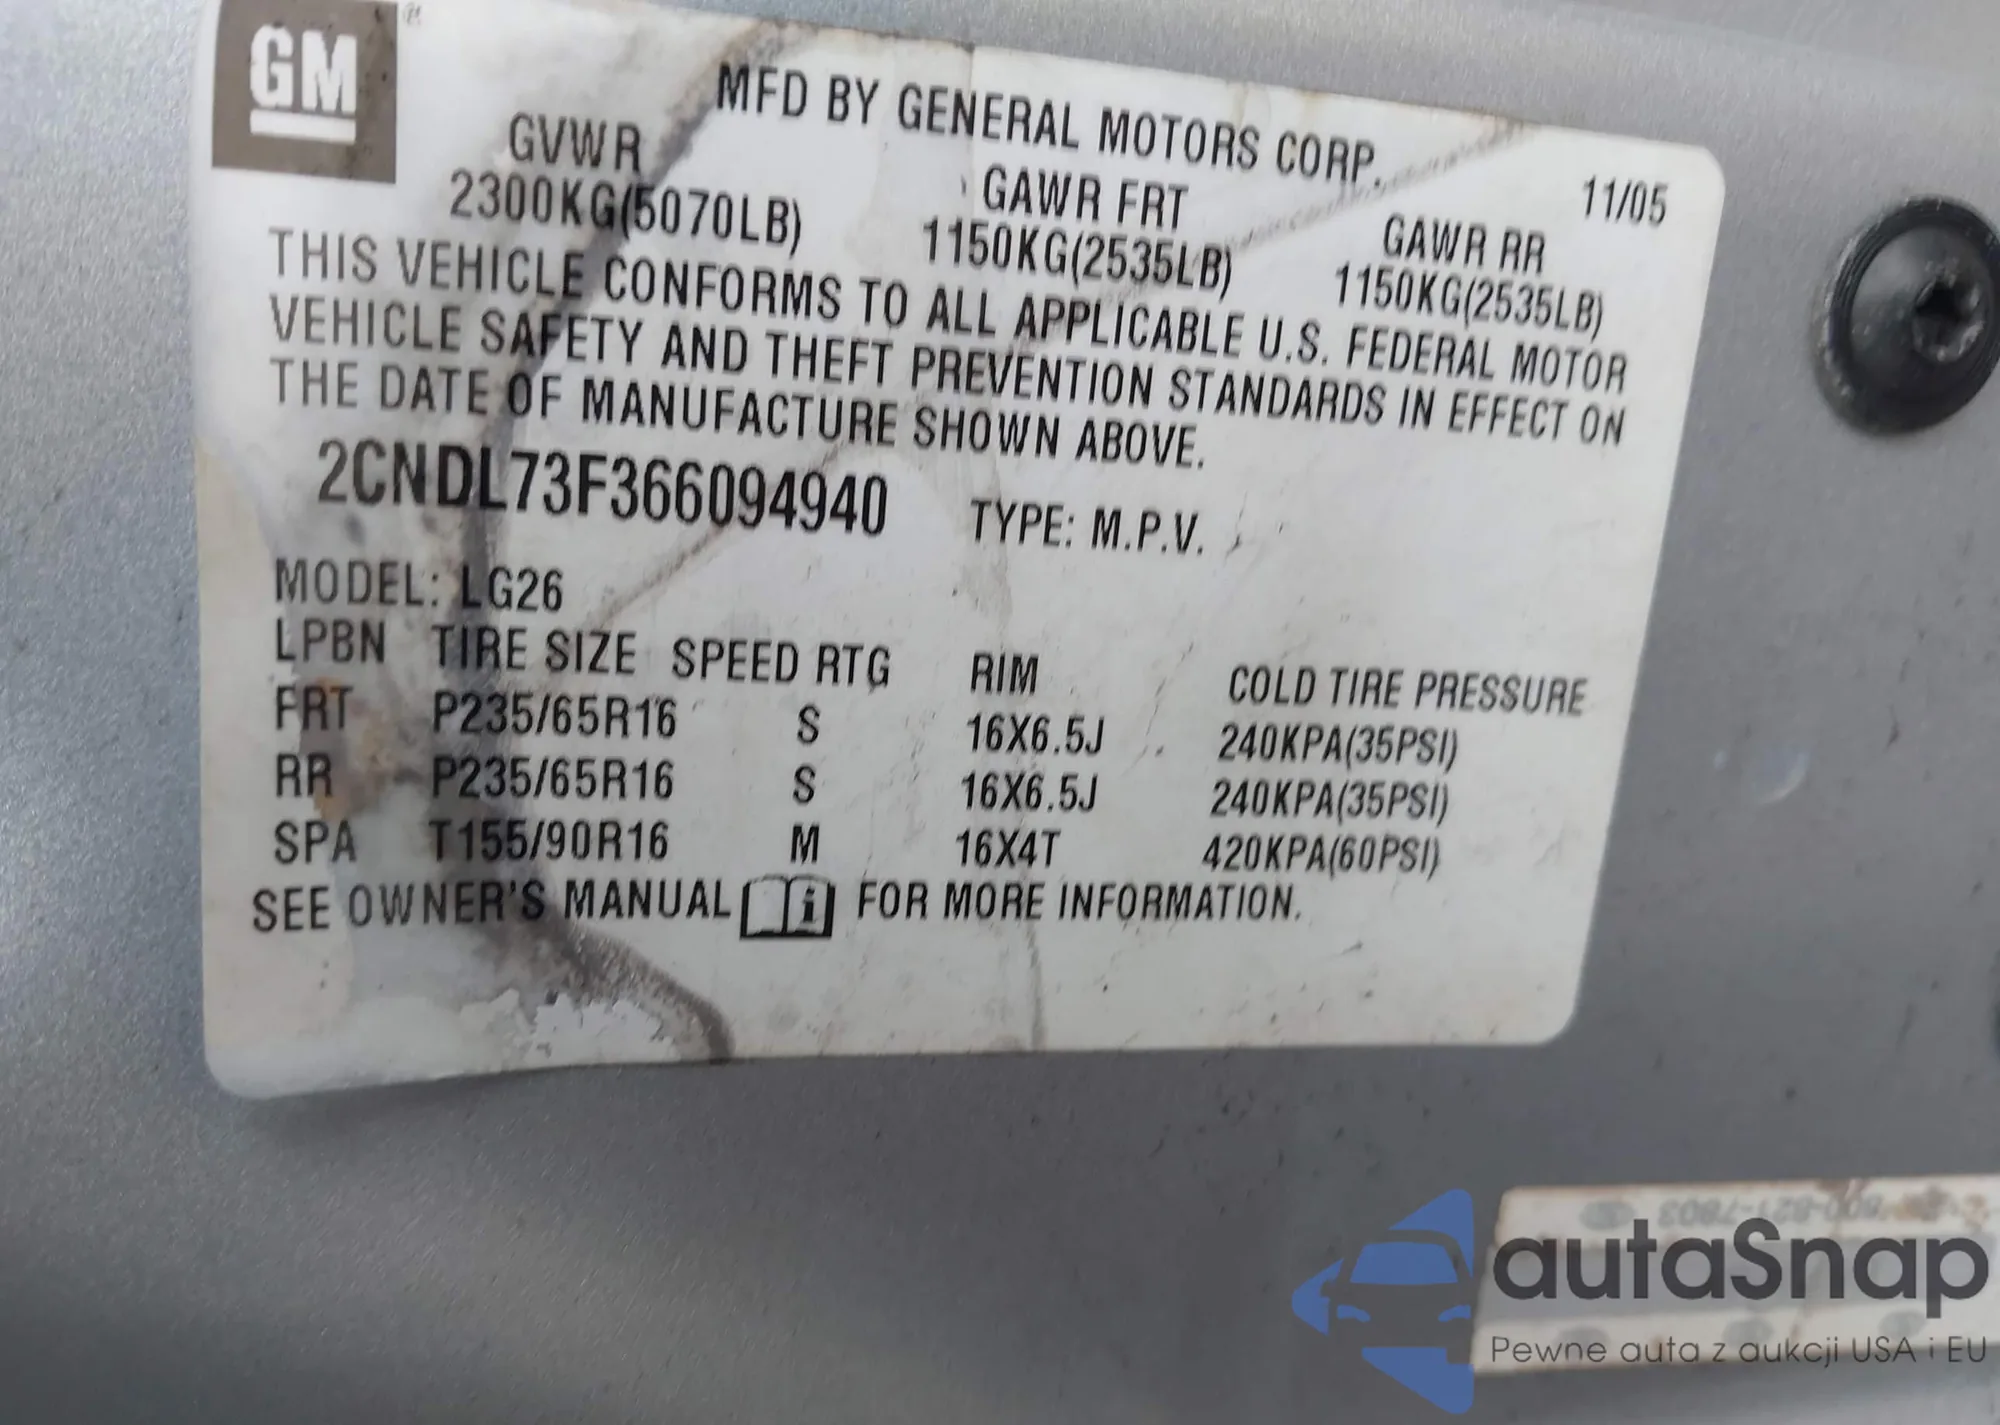 GM
MFD BY GENERAL MOTORS CORP. 11/05
GVWR GAWR FRT GAWR RR
2300KG(5070LB) 1150KG(2535LB) 1150KG(2535LB)
THIS VEHICLE CONFORMS TO ALL APPLICABLE U.S. FEDERAL MOTOR
VEHICLE SAFETY AND THEFT PREVENTION STANDARDS IN EFFECT ON
THE DATE OF MANUFACTURE SHOWN ABOVE.
2CNDL73F366094940 TYPE: M.P.V.
MODEL: LG26
LPBN TIRE SIZE SPEED RTG RIM COLD TIRE PRESSURE
FRT P235/65R16 S 16X6.5J 240KPA(35PSI)
RR P235/65R16 S 16X6.5J 240KPA(35PSI)
SPA T155/90R16 M 16X4T 420KPA(60PSI)
SEE OWNER'S MANUAL i FOR MORE INFORMATION.
autaSnap
Pewne auta z aukcji USA i EU